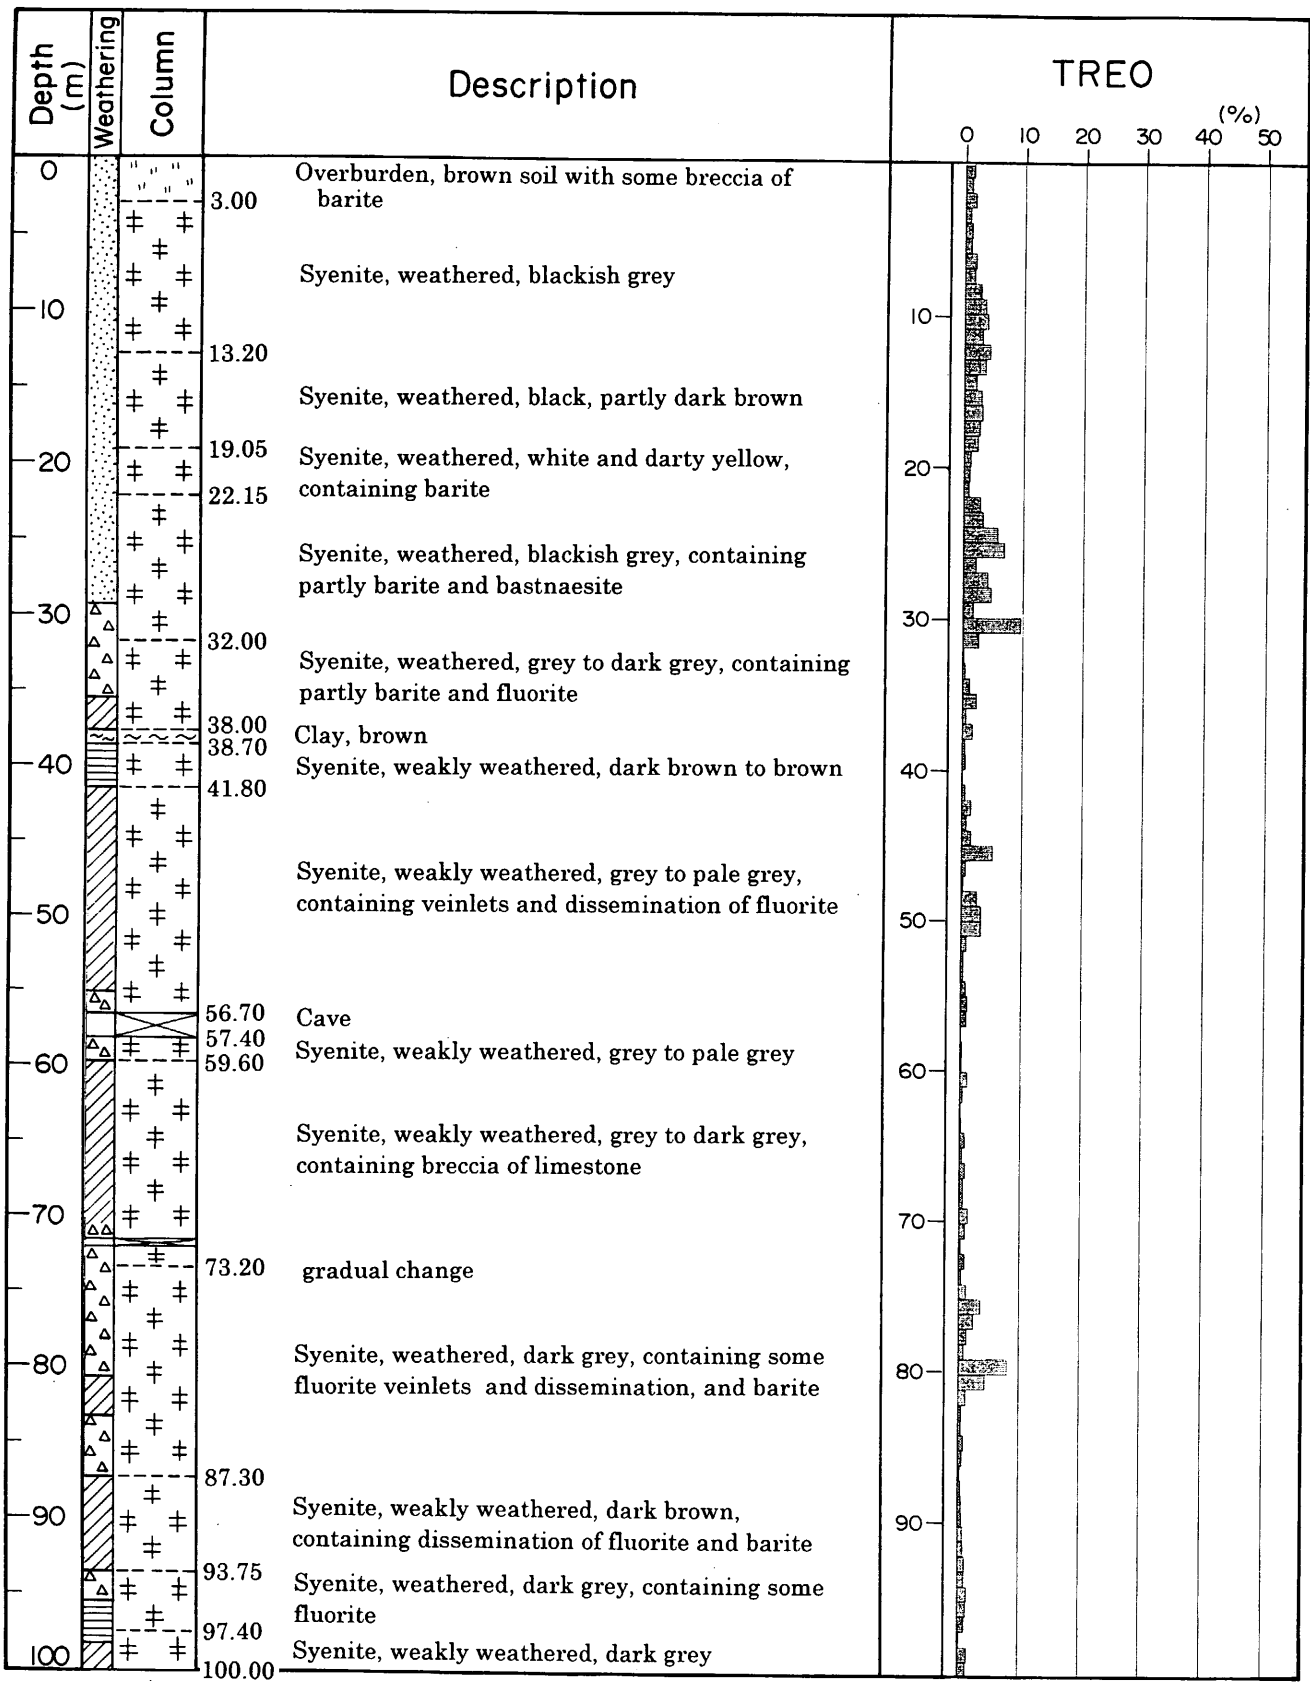 Depth (m)
Weathering
Column
Description
TREO
(%)
0 10 20 30 40 50
0
Overburden, brown soil with some breccia of
barite
3.00
Syenite, weathered, blackish grey
10
10
13.20
Syenite, weathered, black, partly dark brown
19.05
20
Syenite, weathered, white and darty yellow,
20
containing barite
22.15
Syenite, weathered, blackish grey, containing
partly barite and bastnaesite
30
30
32.00
Syenite, weathered, grey to dark grey, containing
partly barite and fluorite
38.00
Clay, brown
38.70
40
Syenite, weakly weathered, dark brown to brown
40
41.80
Syenite, weakly weathered, grey to pale grey,
containing veinlets and dissemination of fluorite
50
50
56.70
Cave
57.40
Syenite, weakly weathered, grey to pale grey
60
59.60
60
Syenite, weakly weathered, grey to dark grey,
containing breccia of limestone
70
70
73.20
gradual change
80
Syenite, weathered, dark grey, containing some
80
fluorite veinlets and dissemination, and barite
87.30
Syenite, weakly weathered, dark brown,
90
90
containing dissemination of fluorite and barite
93.75
Syenite, weathered, dark grey, containing some
fluorite
97.40
100
Syenite, weakly weathered, dark grey
100.00